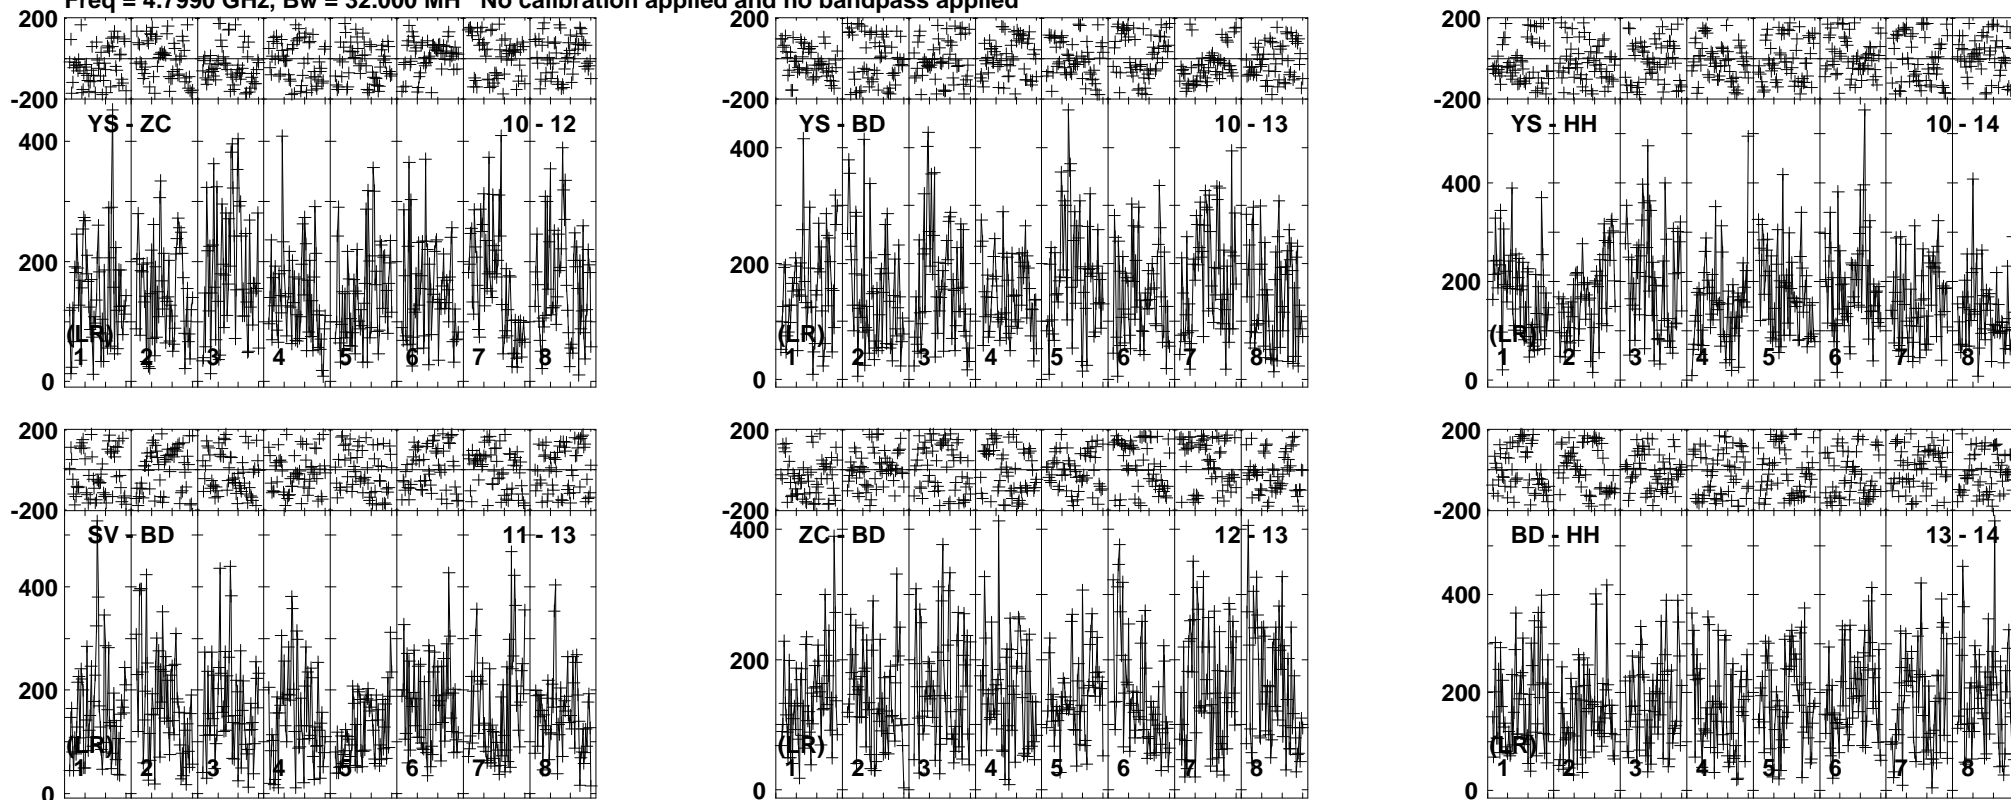 Freq = 4.7990 GHz, Bw = 32.000 MH No calibration applied and no bandpass applied
200
-200
YS - ZC 10 - 12
400
200
(LR)
1 2 3 4 5 6 7 8
0
200
-200
YS - BD 10 - 13
400
200
(LR)
1 2 3 4 5 6 7 8
0
200
-200
YS - HH 10 - 14
400
200
(LR)
1 2 3 4 5 6 7 8
0
200
-200
SV - BD 11 - 13
400
200
(LR)
1 2 3 4 5 6 7 8
0
200
-200
ZC - BD 12 - 13
400
200
(LR)
1 2 3 4 5 6 7 8
0
200
-200
BD - HH 13 - 14
400
200
(LR)
1 2 3 4 5 6 7 8
0